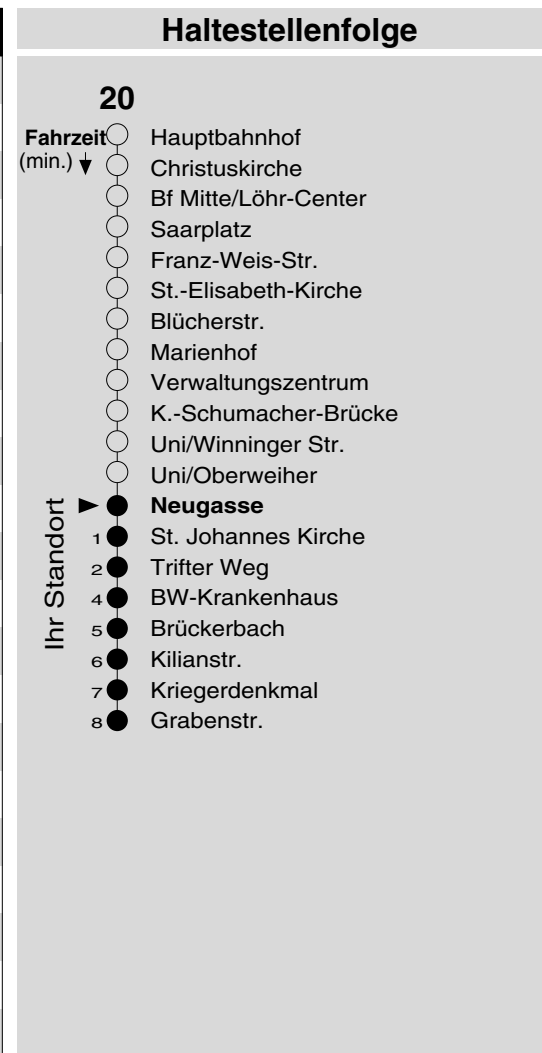 Haltestellenfolge
20
Fahrzeit Hauptbahnhof
(min.) Christuskirche
Bf Mitte/Löhr-Center
Saarplatz
Franz-Weis-Str.
St.-Elisabeth-Kirche
Blücherstr.
Marienhof
Verwaltungszentrum
K.-Schumacher-Brücke
Uni/Winninger Str.
Uni/Oberweiher
Ihr Standort
Neugasse
1 St. Johannes Kirche
2 Trifter Weg
4 BW-Krankenhaus
5 Brückerbach
6 Kilianstr.
7 Kriegerdenkmal
8 Grabenstr.